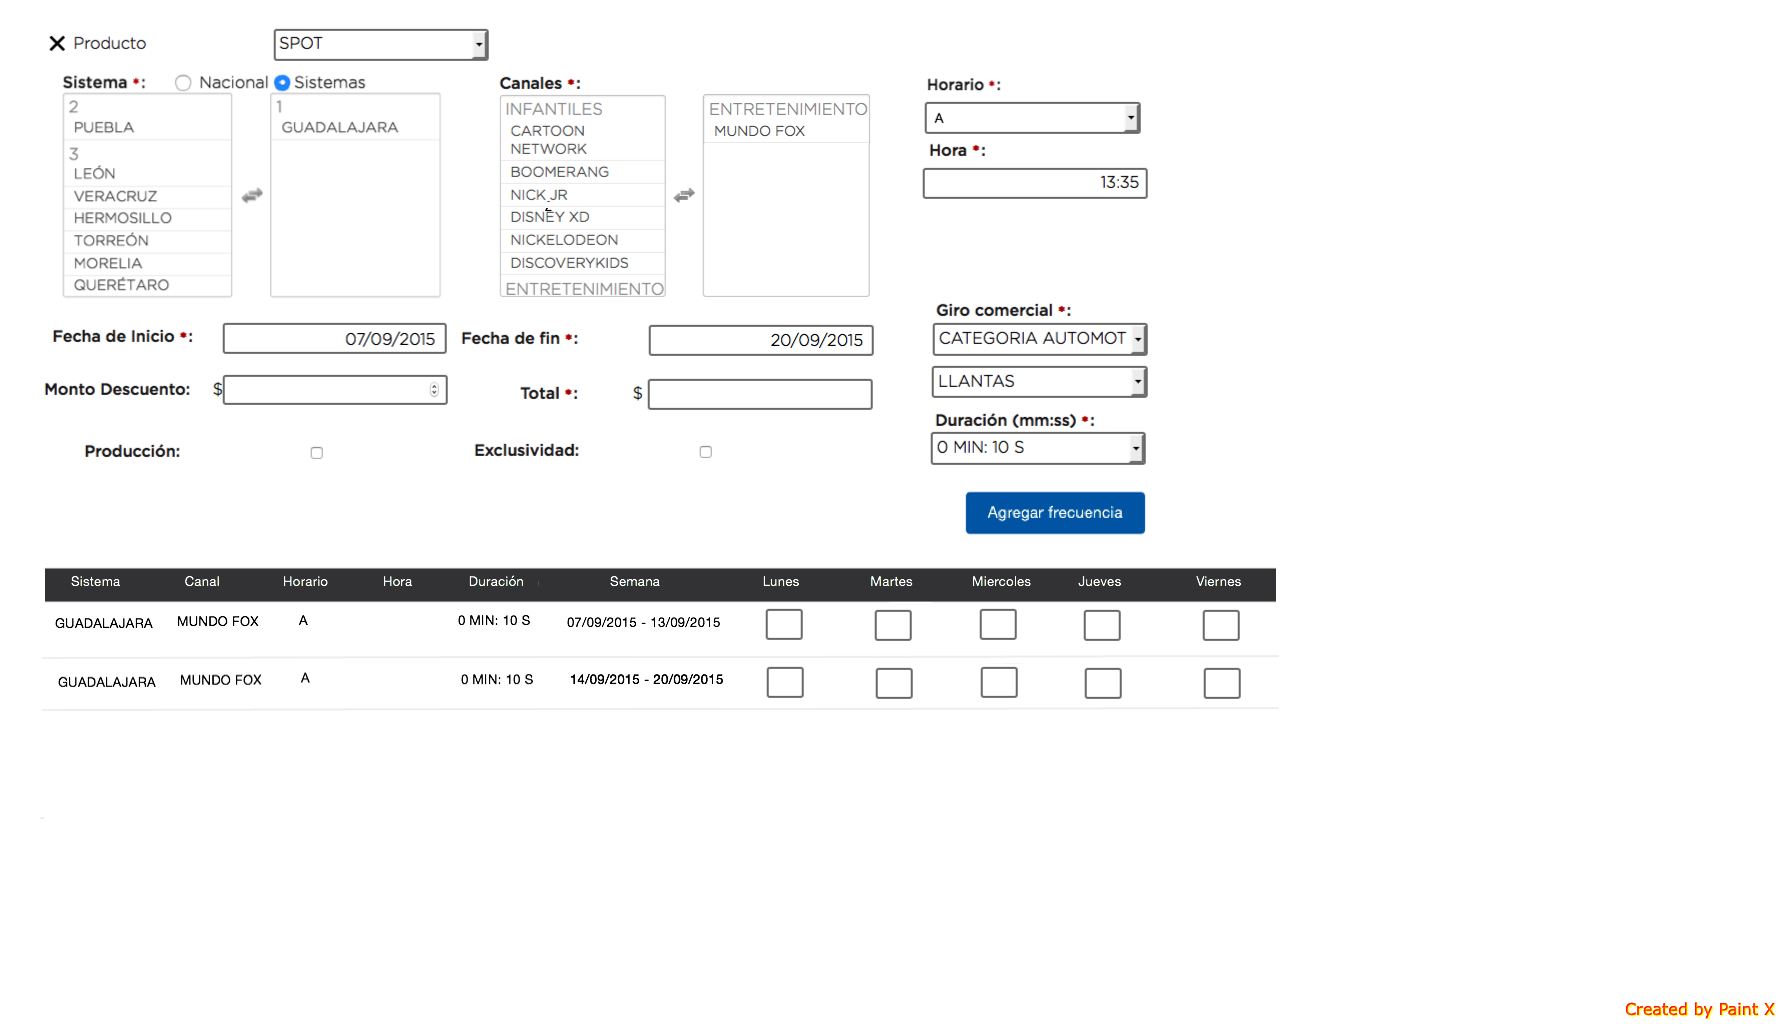 Producto SPOT
Sistema *: Nacional Sistemas
2
PUEBLA
3
LEÓN
VERACRUZ
HERMOSILLO
TORREÓN
MORELIA
QUERÉTARO
1
GUADALAJARA
Canales *:
INFANTILES
CARTOON
NETWORK
BOOMERANG
NICK JR
DISNEY XD
NICKELODEON
DISCOVERYKIDS
ENTRETENIMIENTO
ENTRETENIMIENTO
MUNDO FOX
Horario *:
A
Hora *:
13:35
Fecha de Inicio *: 07/09/2015 Fecha de fin *: 20/09/2015
Monto Descuento: $ Total *: $
Producción: Exclusividad:
Giro comercial *:
CATEGORIA AUTOMOT
LLANTAS
Duración (mm:ss) *:
0 MIN: 10 S
Agregar frecuencia
Sistema Canal Horario Hora Duración Semana Lunes Martes Miercoles Jueves Viernes
GUADALAJARA MUNDO FOX A 0 MIN: 10 S 07/09/2015 - 13/09/2015
GUADALAJARA MUNDO FOX A 0 MIN: 10 S 14/09/2015 - 20/09/2015
Created by Paint X